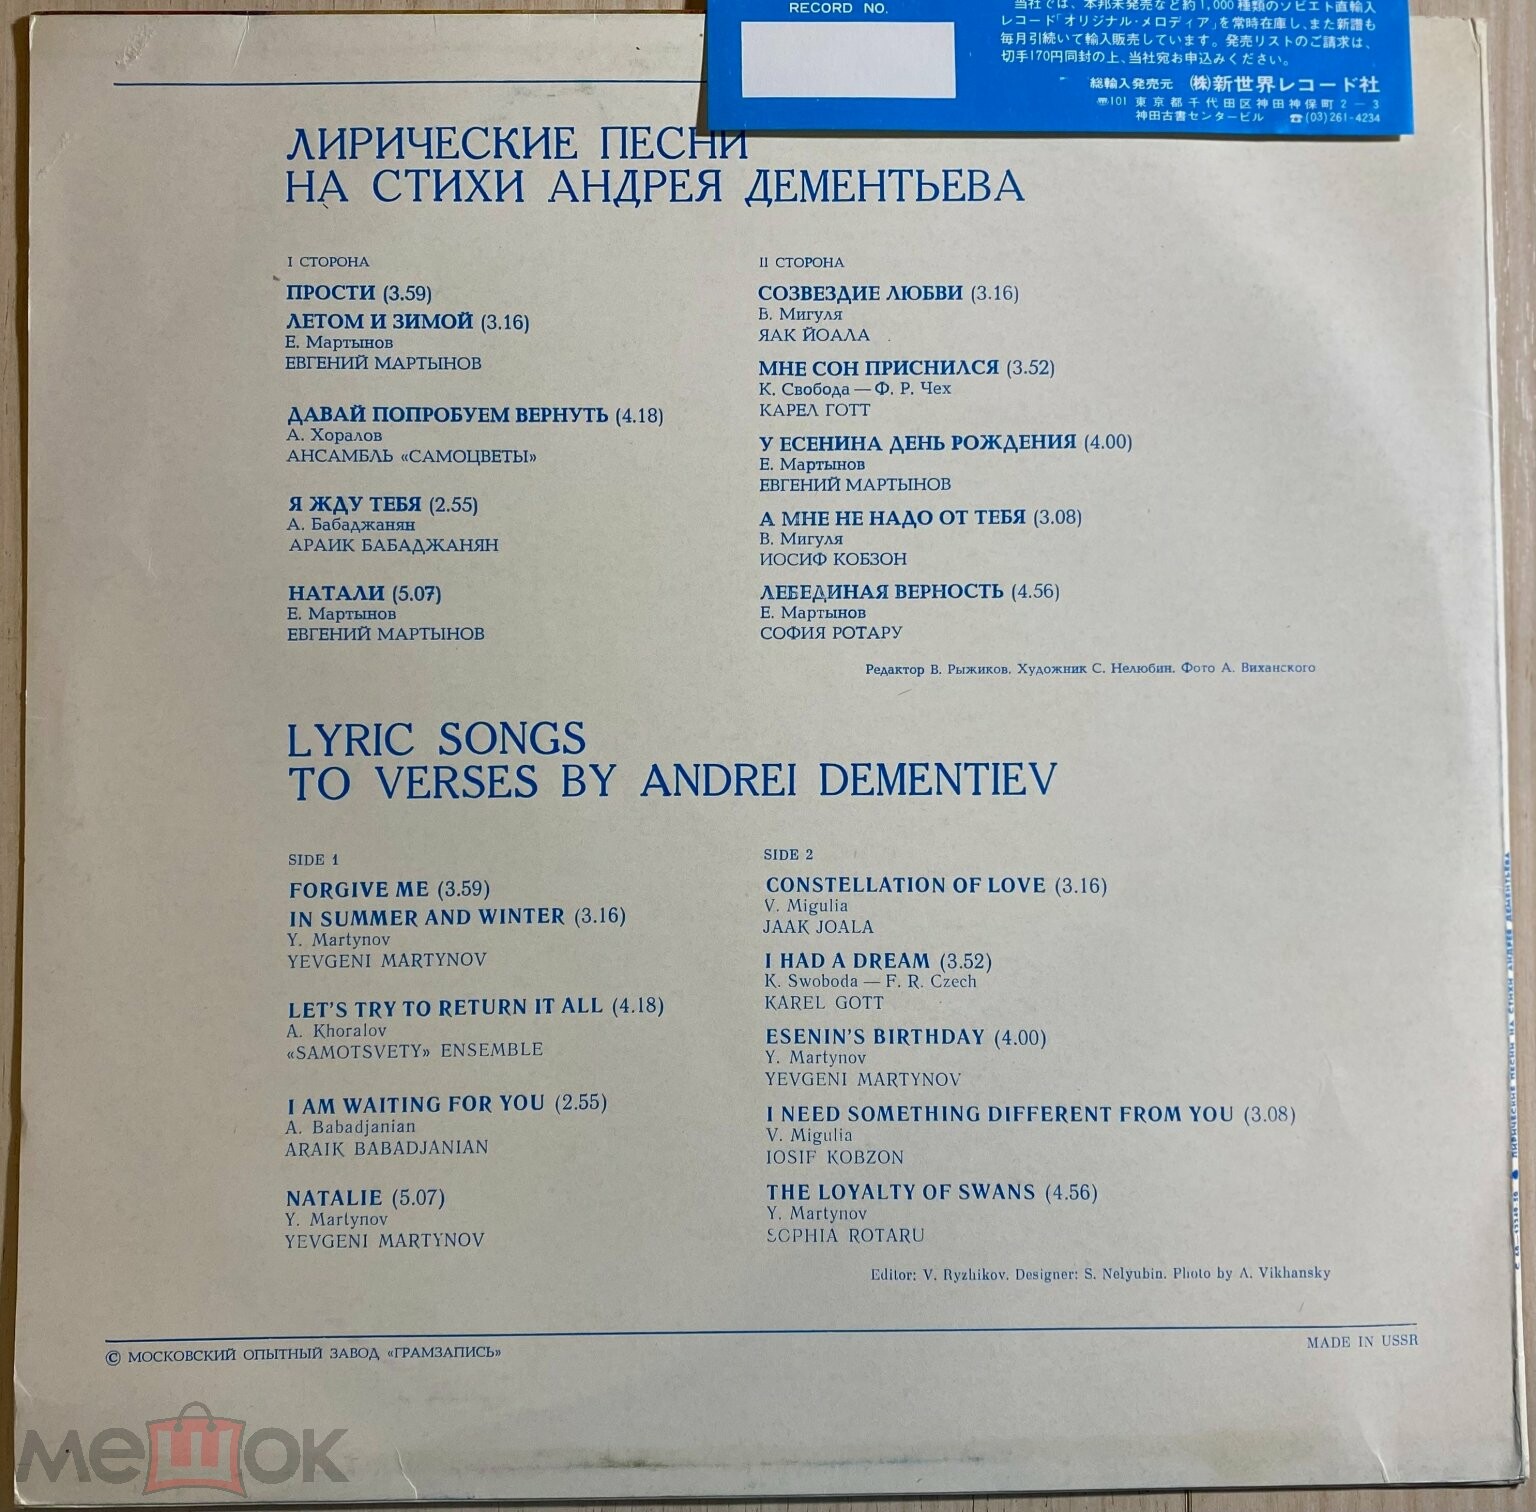 RECORD NO.
当社では、本邦未発売など約1,000種類のソビエト直輸入
レコード「オリジナル・メロディア」を常時在庫し、また新譜も
毎月引続いて輸入販売しています。発売リストのご請求は、
切手170円同封の上、当社宛お申込みください。
総輸入発売元 (株)新世界レコード社
〠101 東京都千代田区神田神保町2-3
神田古書センタービル ☎(03)261-4234
ЛИРИЧЕСКИЕ ПЕСНИ
НА СТИХИ АНДРЕЯ ДЕМЕНТЬЕВА
I СТОРОНА
ПРОСТИ (3.59)
ЛЕТОМ И ЗИМОЙ (3.16)
Е. Мартынов
ЕВГЕНИЙ МАРТЫНОВ
ДАВАЙ ПОПРОБУЕМ ВЕРНУТЬ (4.18)
А. Хоралов
АНСАМБЛЬ «САМОЦВЕТЫ»
Я ЖДУ ТЕБЯ (2.55)
А. Бабаджанян
АРАИК БАБАДЖАНЯН
НАТАЛИ (5.07)
Е. Мартынов
ЕВГЕНИЙ МАРТЫНОВ
II СТОРОНА
СОЗВЕЗДИЕ ЛЮБВИ (3.16)
В. Мигуля
ЯАК ЙОАЛА
МНЕ СОН ПРИСНИЛСЯ (3.52)
К. Свобода — Ф. Р. Чех
КАРЕЛ ГОТТ
У ЕСЕНИНА ДЕНЬ РОЖДЕНИЯ (4.00)
Е. Мартынов
ЕВГЕНИЙ МАРТЫНОВ
А МНЕ НЕ НАДО ОТ ТЕБЯ (3.08)
В. Мигуля
ИОСИФ КОБЗОН
ЛЕБЕДИНАЯ ВЕРНОСТЬ (4.56)
Е. Мартынов
СОФИЯ РОТАРУ
Редактор В. Рыжиков. Художник С. Нелюбин. Фото А. Виханского
LYRIC SONGS
TO VERSES BY ANDREI DEMENTIEV
SIDE 1
FORGIVE ME (3.59)
IN SUMMER AND WINTER (3.16)
Y. Martynov
YEVGENI MARTYNOV
LET'S TRY TO RETURN IT ALL (4.18)
A. Khoralov
«SAMOTSVETY» ENSEMBLE
I AM WAITING FOR YOU (2.55)
A. Babadjanian
ARAIK BABADJANIAN
NATALIE (5.07)
Y. Martynov
YEVGENI MARTYNOV
SIDE 2
CONSTELLATION OF LOVE (3.16)
V. Migulia
JAAK JOALA
I HAD A DREAM (3.52)
K. Swoboda — F. R. Czech
KAREL GOTT
ESENIN'S BIRTHDAY (4.00)
Y. Martynov
YEVGENI MARTYNOV
I NEED SOMETHING DIFFERENT FROM YOU (3.08)
V. Migulia
IOSIF KOBZON
THE LOYALTY OF SWANS (4.56)
Y. Martynov
SOPHIA ROTARU
Editor: V. Ryzhikov. Designer: S. Nelyubin. Photo by A. Vikhansky
© МОСКОВСКИЙ ОПЫТНЫЙ ЗАВОД «ГРАМЗАПИСЬ»
MADE IN USSR
ЛИРИЧЕСКИЕ ПЕСНИ НА СТИХИ АНДРЕЯ ДЕМЕНТЬЕВА
мешок